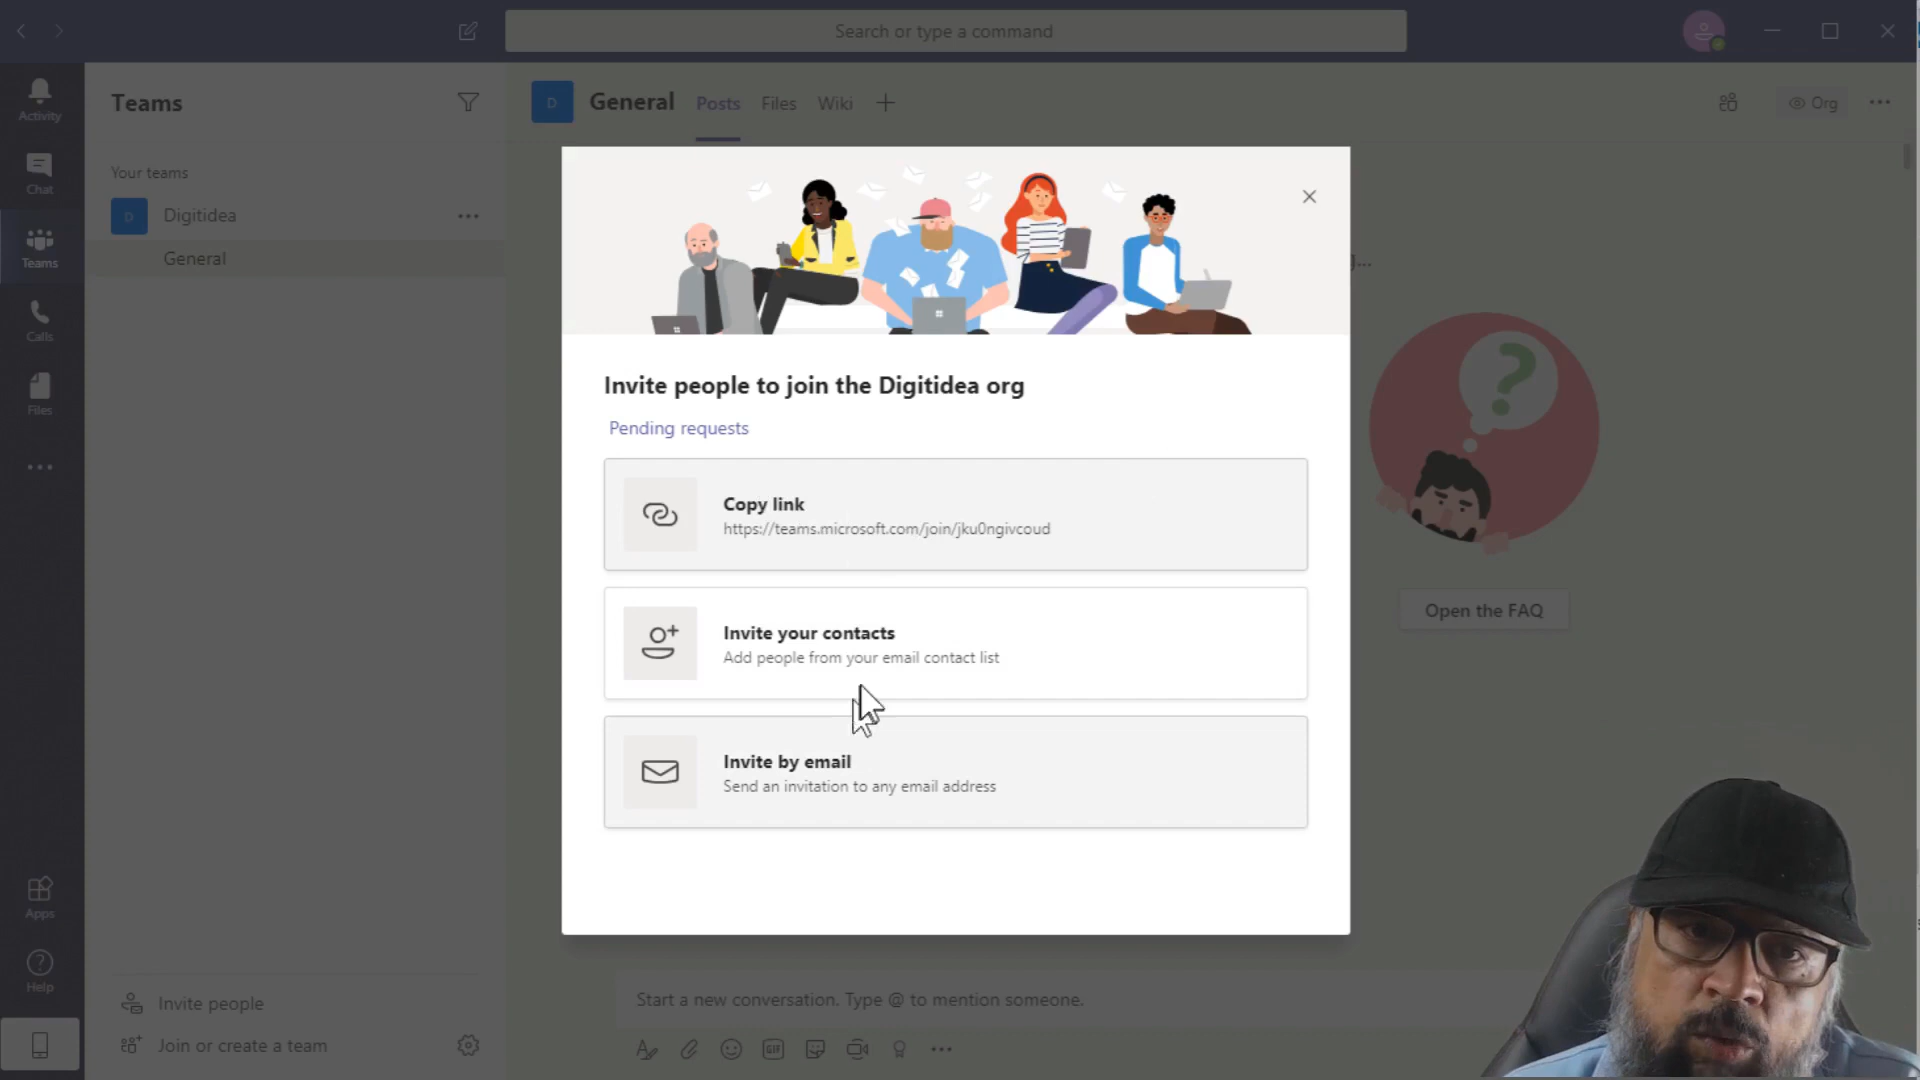 Search or type a command
Activity
Chat
Teams
Calls
Files
Apps
Help
Teams
Your teams
D
Digitidea
General
Invite people
Join or create a team
D
General
Posts
Files
Wiki
Org
Invite people to join the Digitidea org
Pending requests
Copy link
https://teams.microsoft.com/join/jku0ngivcoud
Invite your contacts
Add people from your email contact list
Invite by email
Send an invitation to any email address
g...
?
Open the FAQ
Start a new conversation. Type @ to mention someone.
GIF